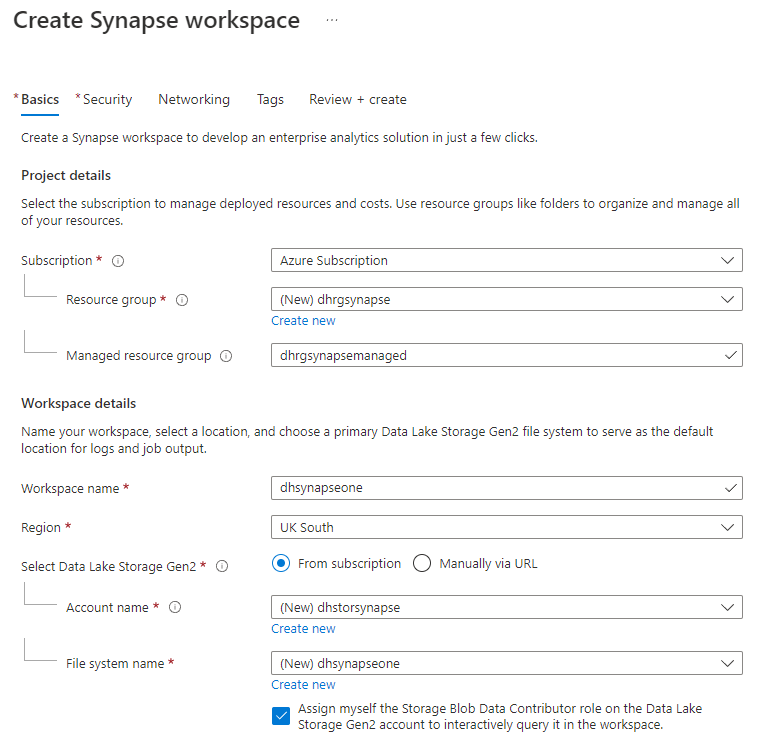 Create Synapse workspace ...
* Basics * Security Networking Tags Review + create
Create a Synapse workspace to develop an enterprise analytics solution in just a few clicks.
Project details
Select the subscription to manage deployed resources and costs. Use resource groups like folders to organize and manage all
of your resources.
Subscription * Azure Subscription
Resource group * (New) dhrgsynapse
Create new
Managed resource group dhrgsynapsemanaged
Workspace details
Name your workspace, select a location, and choose a primary Data Lake Storage Gen2 file system to serve as the default
location for logs and job output.
Workspace name * dhsynapseone
Region * UK South
Select Data Lake Storage Gen2 * From subscription Manually via URL
Account name * (New) dhstorsynapse
Create new
File system name * (New) dhsynapseone
Create new
Assign myself the Storage Blob Data Contributor role on the Data Lake
Storage Gen2 account to interactively query it in the workspace.